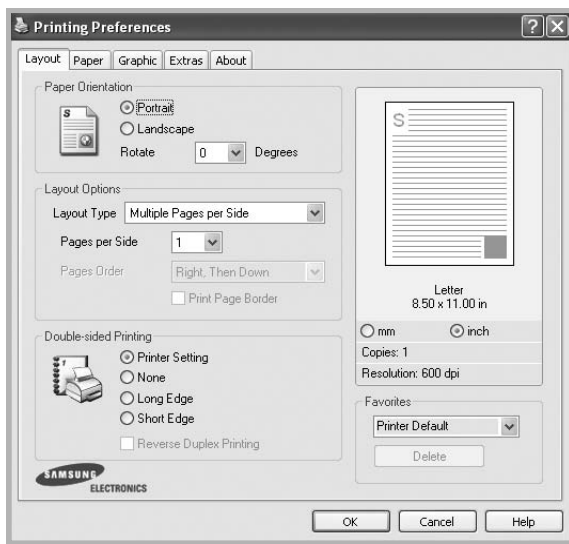 Printing Preferences
Layout Paper Graphic Extras About
Paper Orientation
S
Portrait
Landscape
Rotate 0 Degrees
Layout Options
Layout Type Multiple Pages per Side
Pages per Side 1
Pages Order Right, Then Down
Print Page Border
Double-sided Printing
Printer Setting
None
Long Edge
Short Edge
Reverse Duplex Printing
SAMSUNG
ELECTRONICS
S
Letter
8.50 x 11.00 in
mm inch
Copies: 1
Resolution: 600 dpi
Favorites
Printer Default
Delete
OK Cancel Help